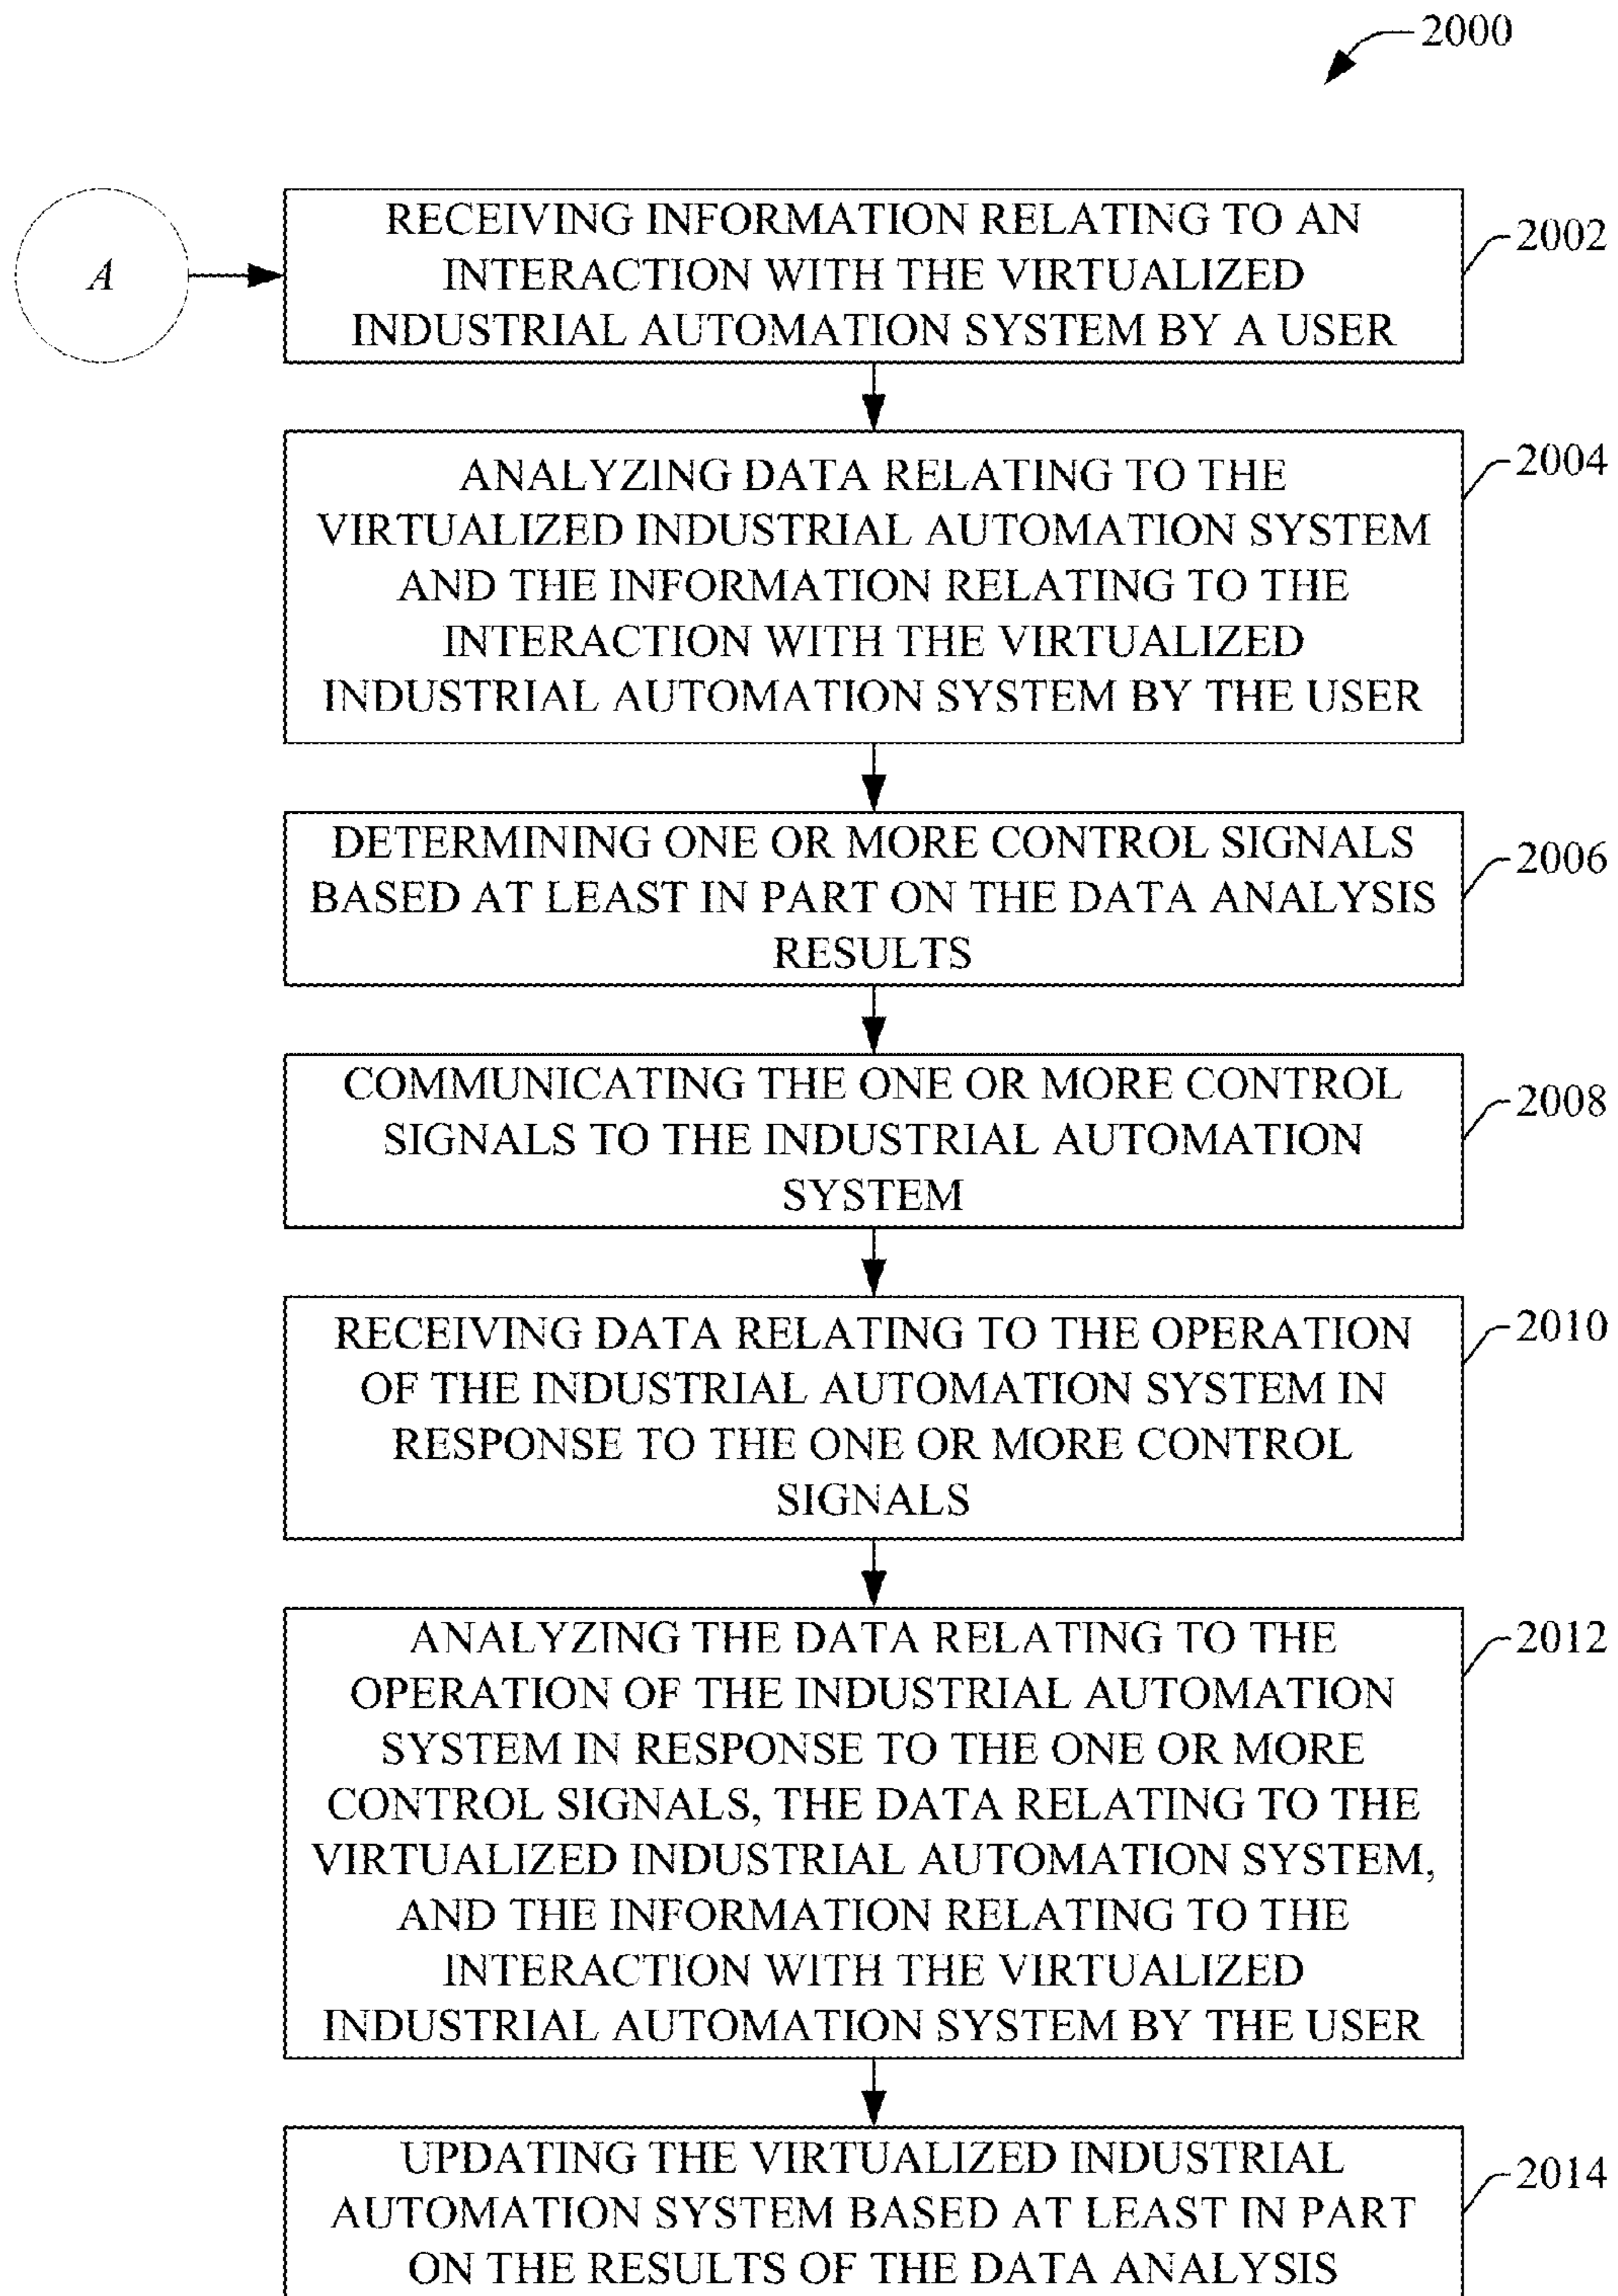 2000
A
RECEIVING INFORMATION RELATING TO AN
INTERACTION WITH THE VIRTUALIZED
INDUSTRIAL AUTOMATION SYSTEM BY A USER
2002
ANALYZING DATA RELATING TO THE
VIRTUALIZED INDUSTRIAL AUTOMATION SYSTEM
AND THE INFORMATION RELATING TO THE
INTERACTION WITH THE VIRTUALIZED
INDUSTRIAL AUTOMATION SYSTEM BY THE USER
2004
DETERMINING ONE OR MORE CONTROL SIGNALS
BASED AT LEAST IN PART ON THE DATA ANALYSIS
RESULTS
2006
COMMUNICATING THE ONE OR MORE CONTROL
SIGNALS TO THE INDUSTRIAL AUTOMATION
SYSTEM
2008
RECEIVING DATA RELATING TO THE OPERATION
OF THE INDUSTRIAL AUTOMATION SYSTEM IN
RESPONSE TO THE ONE OR MORE CONTROL
SIGNALS
2010
ANALYZING THE DATA RELATING TO THE
OPERATION OF THE INDUSTRIAL AUTOMATION
SYSTEM IN RESPONSE TO THE ONE OR MORE
CONTROL SIGNALS, THE DATA RELATING TO THE
VIRTUALIZED INDUSTRIAL AUTOMATION SYSTEM,
AND THE INFORMATION RELATING TO THE
INTERACTION WITH THE VIRTUALIZED
INDUSTRIAL AUTOMATION SYSTEM BY THE USER
2012
UPDATING THE VIRTUALIZED INDUSTRIAL
AUTOMATION SYSTEM BASED AT LEAST IN PART
ON THE RESULTS OF THE DATA ANALYSIS
2014